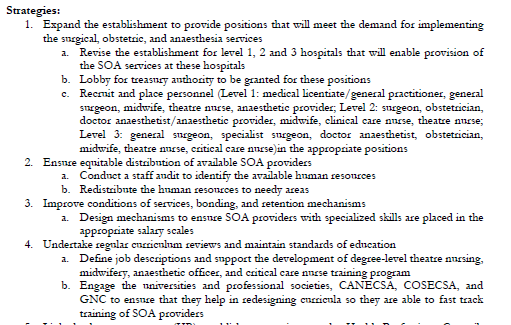 Strategies:
1. Expand the establishment to provide positions that will meet the demand for implementing
the surgical, obstetric, and anaesthesia services
a. Revise the establishment for level 1, 2 and 3 hospitals that will enable provision of
the SOA services at these hospitals
b. Lobby for treasury authority to be granted for these positions
c. Recruit and place personnel (Level 1: medical licentiate/general practitioner, general
surgeon, midwife, theatre nurse, anaesthetic provider; Level 2: surgeon, obstetrician,
doctor anaesthetist/anaesthetic provider, midwife, clinical care nurse, theatre nurse;
Level 3: general surgeon, specialist surgeon, doctor anaesthetist, obstetrician,
midwife, theatre nurse, critical care nurse)in the appropriate positions
2. Ensure equitable distribution of available SOA providers
a. Conduct a staff audit to identify the available human resources
b. Redistribute the human resources to needy areas
3. Improve conditions of services, bonding, and retention mechanisms
a. Design mechanisms to ensure SOA providers with specialized skills are placed in the
appropriate salary scales
4. Undertake regular curriculum reviews and maintain standards of education
a. Define job descriptions and support the development of degree-level theatre nursing,
midwifery, anaesthetic officer, and critical care nurse training program
b. Engage the universities and professional societies, CANECSA, COSECSA, and
GNC to ensure that they help in redesigning curricula so they are able to fast track
training of SOA providers